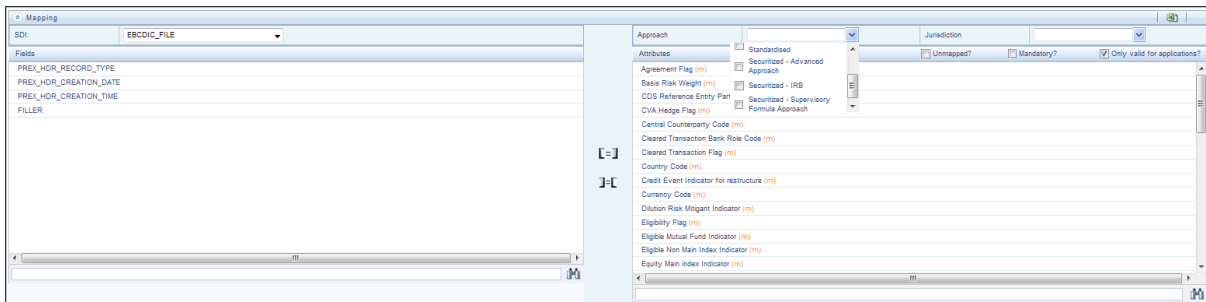 Mapping
SDI:
EBCDIC_FILE
Fields
PREX_HDR_RECORD_TYPE
PREX_HDR_CREATION_DATE
PREX_HDR_CREATION_TIME
FILLER
[=]
]=[
Approach
Jurisdiction
Attributes
Unmapped?
Mandatory?
Only valid for applications?
Standardised
Securitized - Advanced
Approach
Securitized - IRB
Securitized - Supervisory
Formula Approach
Agreement Flag (m)
Basis Risk Weight (m)
CDS Reference Entity Part
CVA Hedge Flag (m)
Central Counterparty Code (m)
Cleared Transaction Bank Role Code (m)
Cleared Transaction Flag (m)
Country Code (m)
Credit Event Indicator for restructure (m)
Currency Code (m)
Dilution Risk Mitigant Indicator (m)
Eligibility Flag (m)
Eligible Mutual Fund Indicator (m)
Eligible Non Main Index Indicator (m)
Equity Main index Indicator (m)